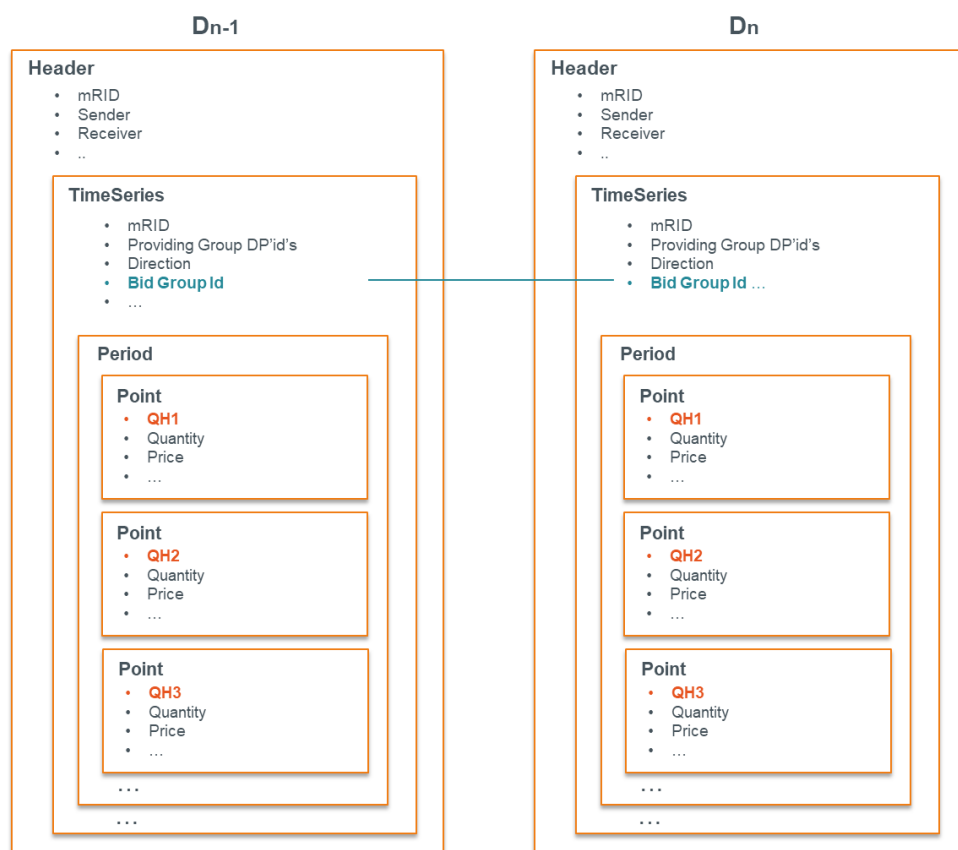 Dn-1
Header
• mRID
• Sender
• Receiver
• ..
TimeSeries
• mRID
• Providing Group DP'id's
• Direction
• Bid Group Id
• ...
Period
Point
• QH1
• Quantity
• Price
• ...
Point
• QH2
• Quantity
• Price
• ...
Point
• QH3
• Quantity
• Price
• ...
...
...
Dn
Header
• mRID
• Sender
• Receiver
• ..
TimeSeries
• mRID
• Providing Group DP'id's
• Direction
• Bid Group Id ...
Period
Point
• QH1
• Quantity
• Price
• ...
Point
• QH2
• Quantity
• Price
• ...
Point
• QH3
• Quantity
• Price
• ...
...
...